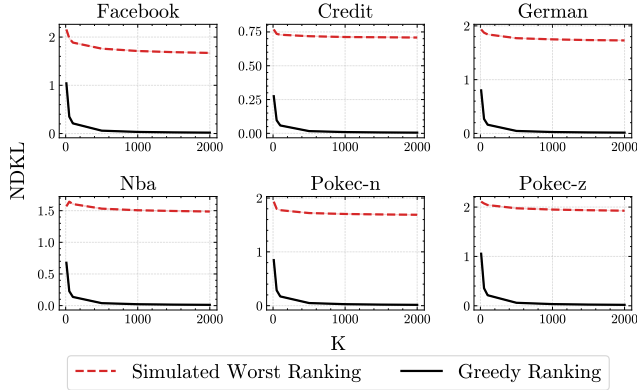 Facebook Credit German
2 0.75 2
0.50
1 1
0.25
0 0.00 0
0 1000 2000 0 1000 2000 0 1000 2000
NDKL
Nba Pokec-n Pokec-z
1.5 2 2
1.0
1 1
0.5
0.0 0 0
0 1000 2000 0 1000 2000 0 1000 2000
K
Simulated Worst Ranking Greedy Ranking